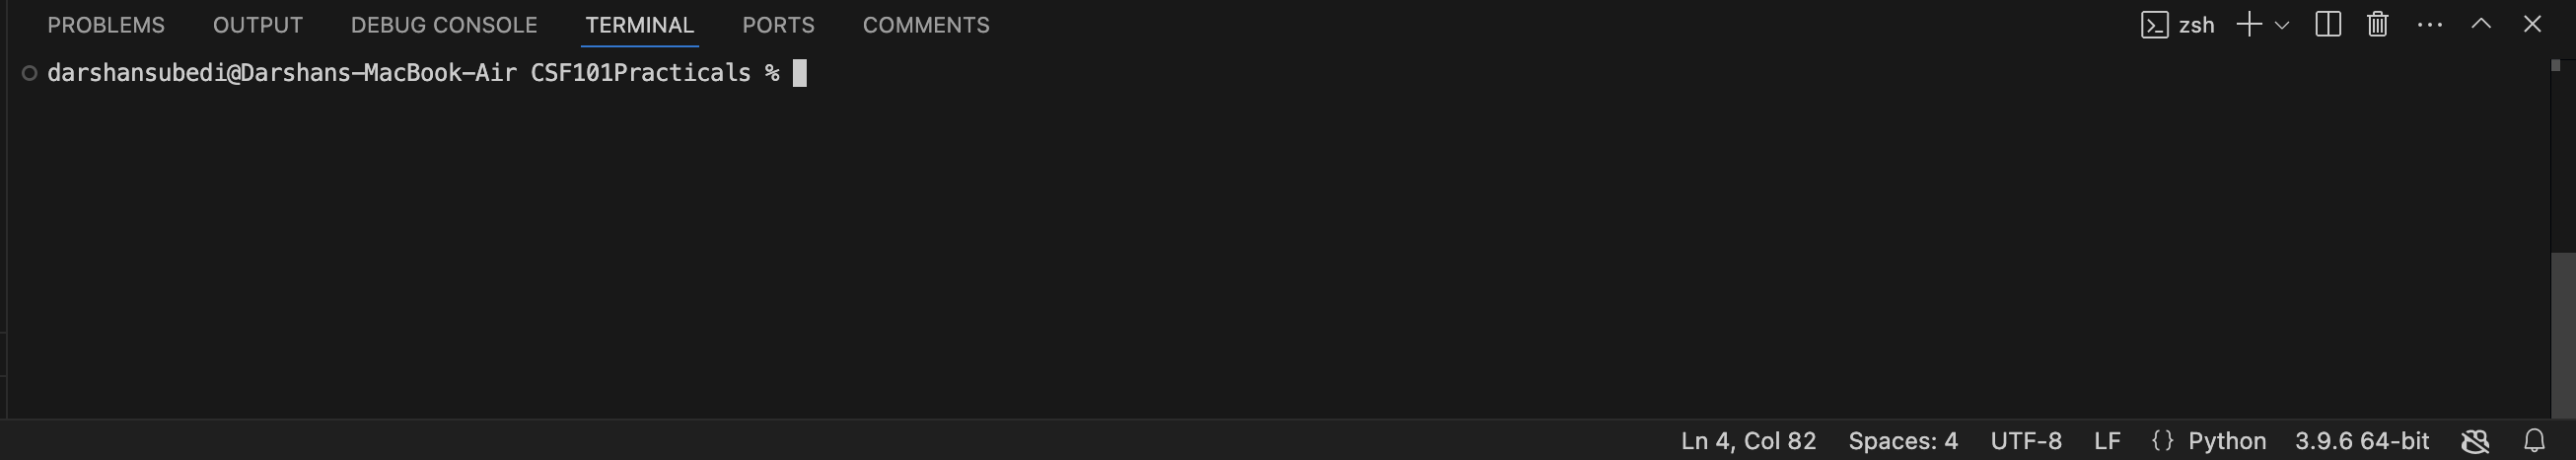 PROBLEMS OUTPUT DEBUG CONSOLE TERMINAL PORTS COMMENTS zsh
darshansubedi@Darshans-MacBook-Air CSF101Practicals %
Ln 4, Col 82 Spaces: 4 UTF-8 LF {} Python 3.9.6 64-bit